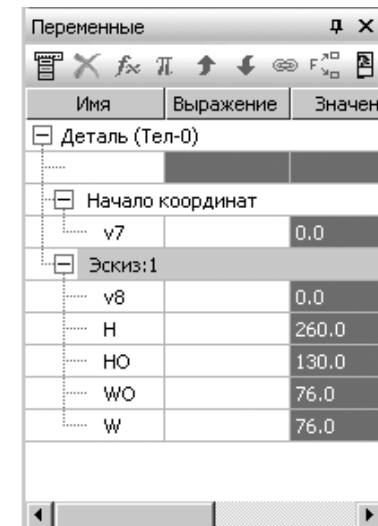 Переменные
fx π F
Имя Выражение Значен
Деталь (Тел-0)
Начало координат
v7 0.0
Эскиз:1
v8 0.0
H 260.0
HO 130.0
WO 76.0
W 76.0